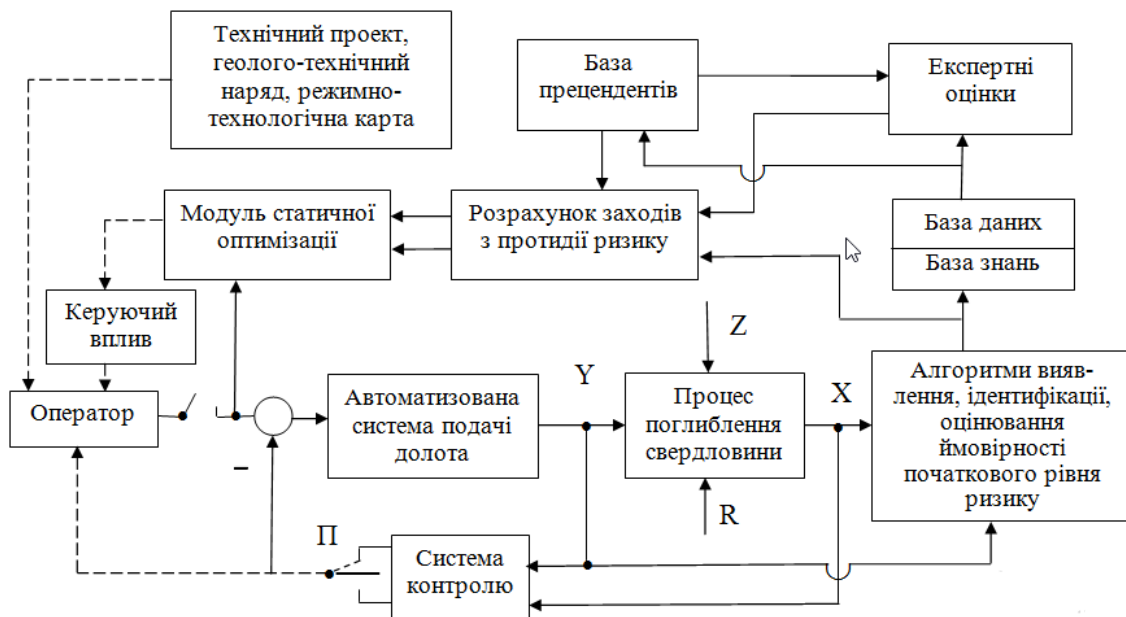 Технічний проект,
геолого-технічний
наряд, режимно-
технологічна карта
База
прецендентів
Експертні
оцінки
Модуль статичної
оптимізації
Розрахунок заходів
з протидії ризику
База даних
База знань
Керуючий
вплив
Z
Оператор
Автоматизована
система подачі
долота
Y
Процес
поглиблення
свердловини
X
Алгоритми вияв-
лення, ідентифікації,
оцінювання
ймовірності
початкового рівня
ризику
–
R
П
Система
контролю